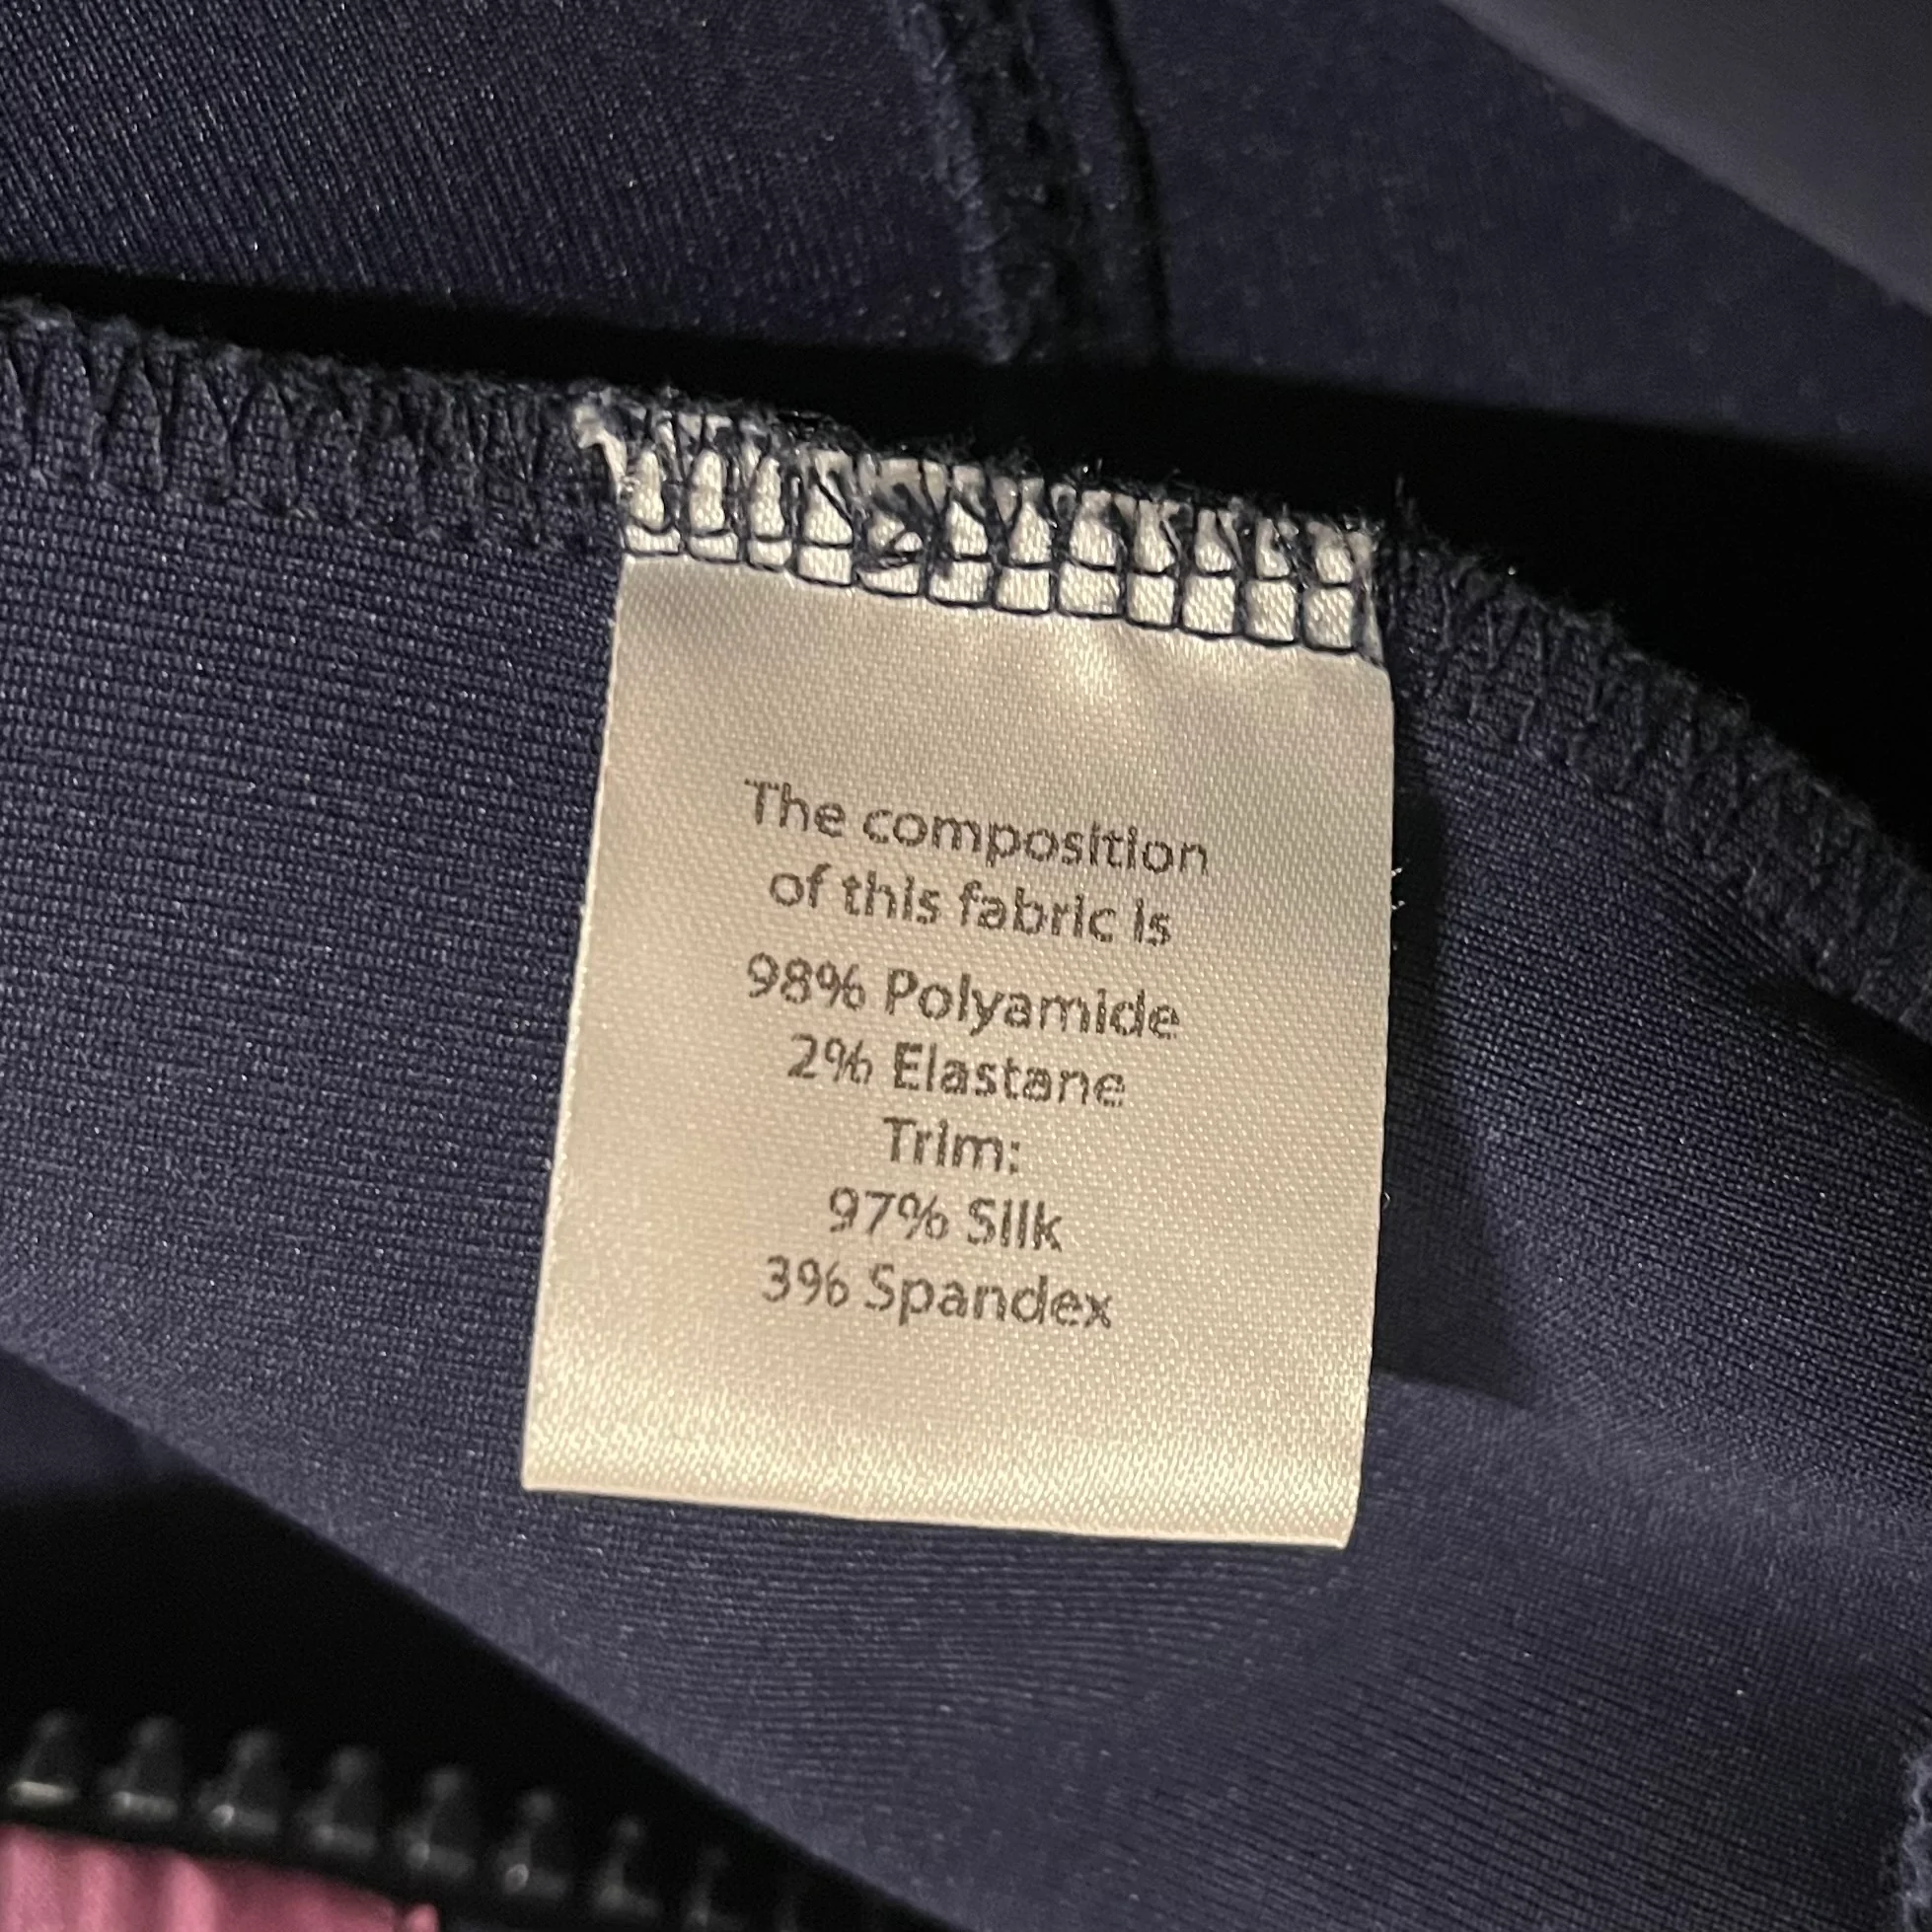 The composition
of this fabric is
98% Polyamide
2% Elastane
Trim:
97% Silk
3% Spandex